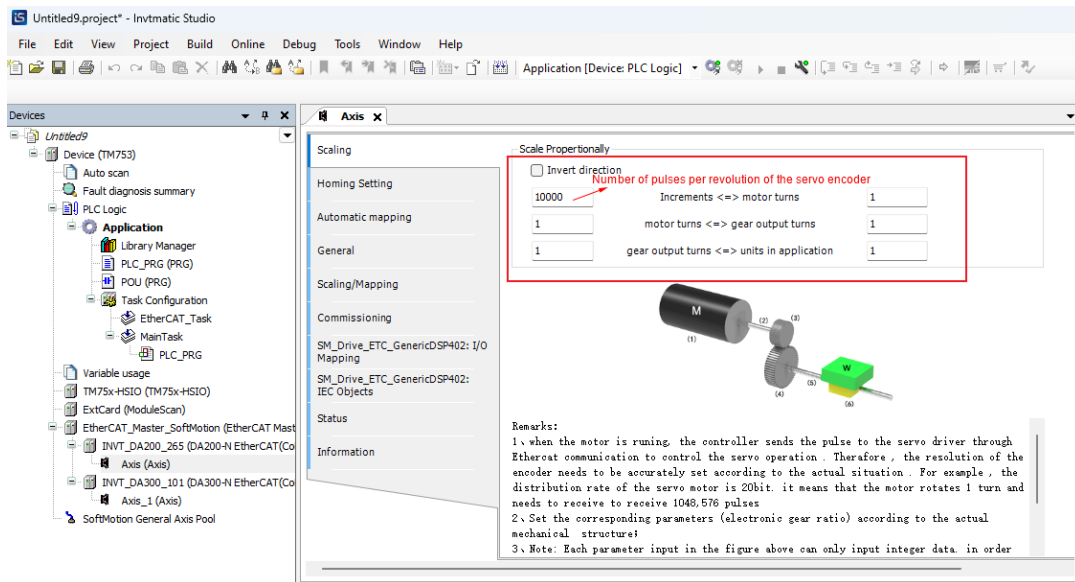 Untitled9.project* - Invtmatic Studio
File Edit View Project Build Online Debug Tools Window Help
Application [Device: PLC Logic]
Devices
Untitled9
Device (TM753)
Auto scan
Fault diagnosis summary
PLC Logic
Application
Library Manager
PLC_PRG (PRG)
POU (PRG)
Task Configuration
EtherCAT_Task
MainTask
PLC_PRG
Variable usage
TM75x-HSIO (TM75x-HSIO)
ExtCard (ModuleScan)
EtherCAT_Master_SoftMotion (EtherCAT Mast
INVT_DA200_265 (DA200-N EtherCAT(Co
Axis (Axis)
INVT_DA300_101 (DA300-N EtherCAT(Co
Axis_1 (Axis)
SoftMotion General Axis Pool
Axis
Scaling
Homing Setting
Automatic mapping
General
Scaling/Mapping
Commissioning
SM_Drive_ETC_GenericDSP402: I/O
Mapping
SM_Drive_ETC_GenericDSP402:
IEC Objects
Status
Information
Scale Propertionally
Invert direction
Number of pulses per revolution of the servo encoder
10000 Increments <=> motor turns 1
1 motor turns <=> gear output turns 1
1 gear output turns <=> units in application 1
M
(1)
(2)
(3)
(4)
(5)
W
(6)
Remarks:
1、when the motor is runing, the controller sends the pulse to the servo driver through
Ethercat communication to control the servo operation . Therafore , the resolution of the
encoder needs to be accurately set according to the actual situation . For example , the
distribution rate of the servo motor is 20bit. it means that the motor rotates 1 turn and
needs to receive to receive 1048,576 pulses
2、Set the corresponding parameters (electronic gear ratio) according to the actual
mechanical structure;
3、Note: Each parameter input in the figure above can only input integer data. in order